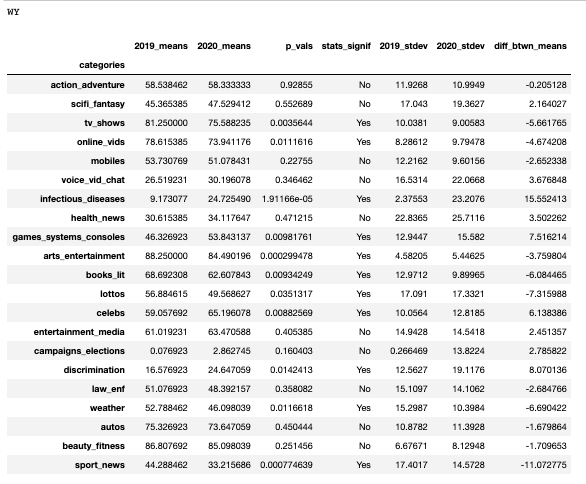 WY
2019_means 2020_means p_vals stats_signif 2019_stdev 2020_stdev diff_btwn_means
categories
action_adventure 58.538462 58.333333 0.92855 No 11.9268 10.9949 -0.205128
scifi_fantasy 45.365385 47.529412 0.552689 No 17.043 19.3627 2.164027
tv_shows 81.250000 75.588235 0.0035644 Yes 10.0381 9.00583 -5.661765
online_vids 78.615385 73.941176 0.0111616 Yes 8.28612 9.79478 -4.674208
mobiles 53.730769 51.078431 0.22755 No 12.2162 9.60156 -2.652338
voice_vid_chat 26.519231 30.196078 0.346462 No 16.5314 22.0668 3.676848
infectious_diseases 9.173077 24.725490 1.91166e-05 Yes 2.37553 23.2076 15.552413
health_news 30.615385 34.117647 0.471215 No 22.8365 25.7116 3.502262
games_systems_consoles 46.326923 53.843137 0.00981761 Yes 12.9447 15.582 7.516214
arts_entertainment 88.250000 84.490196 0.000299478 Yes 4.58205 5.44625 -3.759804
books_lit 68.692308 62.607843 0.00934249 Yes 12.9712 9.89965 -6.084465
lottos 56.884615 49.568627 0.0351317 Yes 17.091 17.3321 -7.315988
celebs 59.057692 65.196078 0.00882569 Yes 10.0564 12.8185 6.138386
entertainment_media 61.019231 63.470588 0.405385 No 14.9428 14.5418 2.451357
campaigns_elections 0.076923 2.862745 0.160403 No 0.266469 13.8224 2.785822
discrimination 16.576923 24.647059 0.0142413 Yes 12.5627 19.1176 8.070136
law_enf 51.076923 48.392157 0.358082 No 15.1097 14.1062 -2.684766
weather 52.788462 46.098039 0.0116618 Yes 15.2987 10.3984 -6.690422
autos 75.326923 73.647059 0.450444 No 10.8782 11.3928 -1.679864
beauty_fitness 86.807692 85.098039 0.251456 No 6.67671 8.12948 -1.709653
sport_news 44.288462 33.215686 0.000774639 Yes 17.4017 14.5728 -11.072775